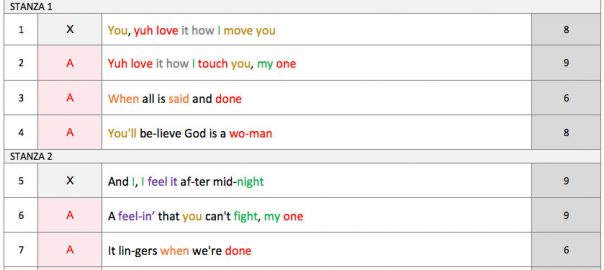 STANZA 1
1 X You, yuh love it how I move you 8
2 A Yuh love it how I touch you, my one 9
3 A When all is said and done 6
4 A You'll be-lieve God is a wo-man 8
STANZA 2
5 X And I, I feel it af-ter mid-night 9
6 A A feel-in’ that you can't fight, my one 9
7 A It lin-gers when we're done 6